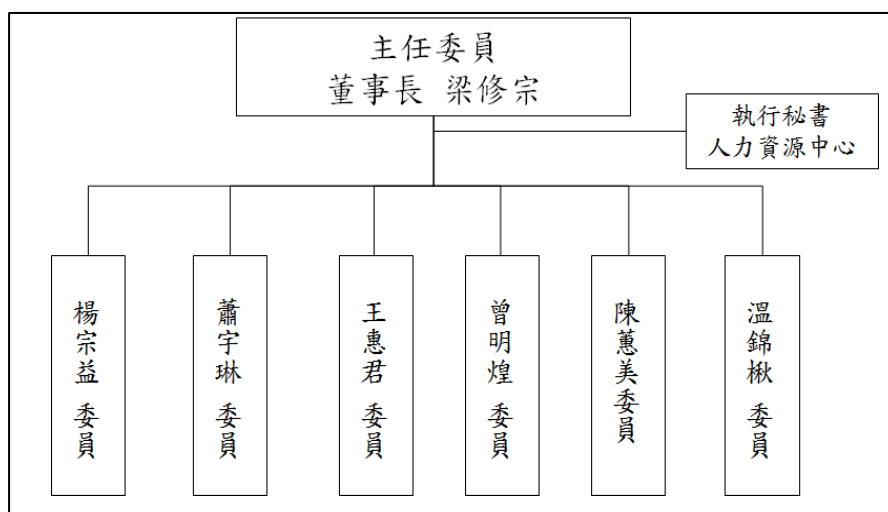 主任委員
董事長 梁修宗
執行秘書
人力資源中心
楊宗益 委員
蕭宇琳 委員
王惠君 委員
曾明煌 委員
陳蕙美委員
溫錦楸 委員